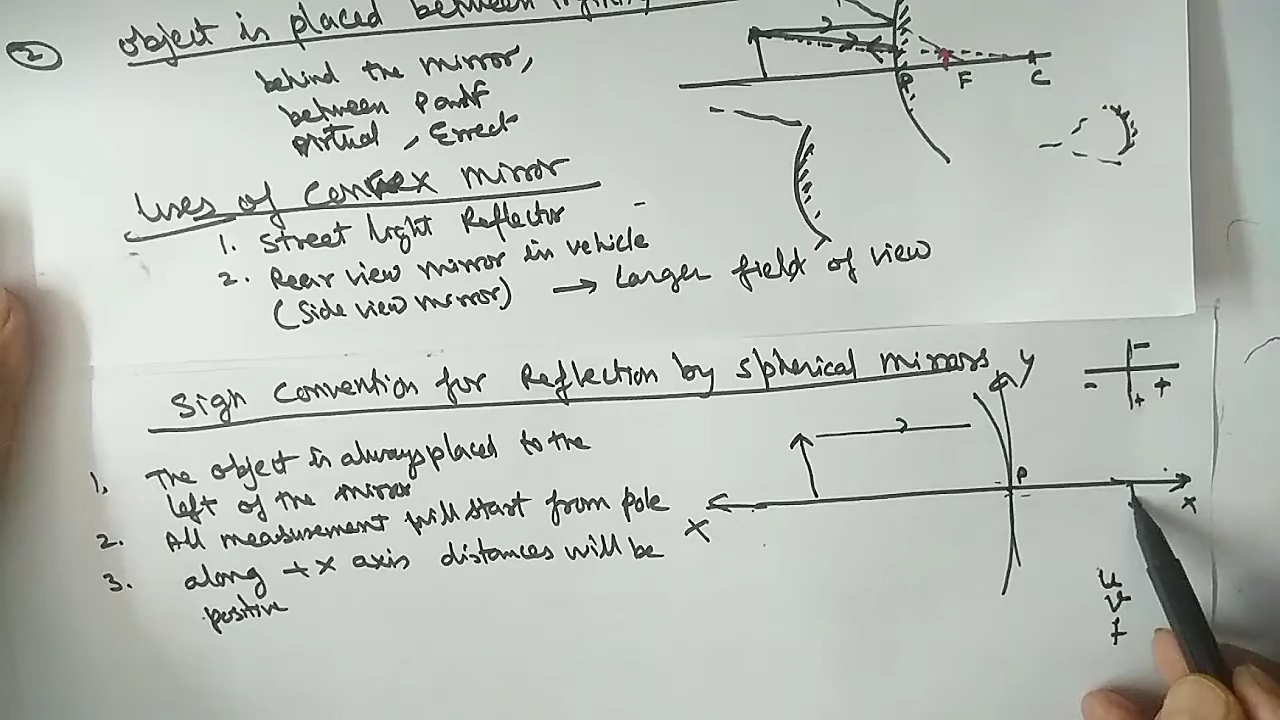 2 object is placed between
behind the mirror,
between P and F
virtual, Erect
P F C
Uses of Convex mirror
1. Street light Reflector
2. Rear view mirror in vehicle
(Side view mirror) → Larger field of view
Sign Convention for Reflection by Spherical mirrors
1. The object is always placed to the
left of the mirror
2. All measurement will start from pole
3. along +x axis distances will be
positive
y
- - + +
P
X X
u
v
f